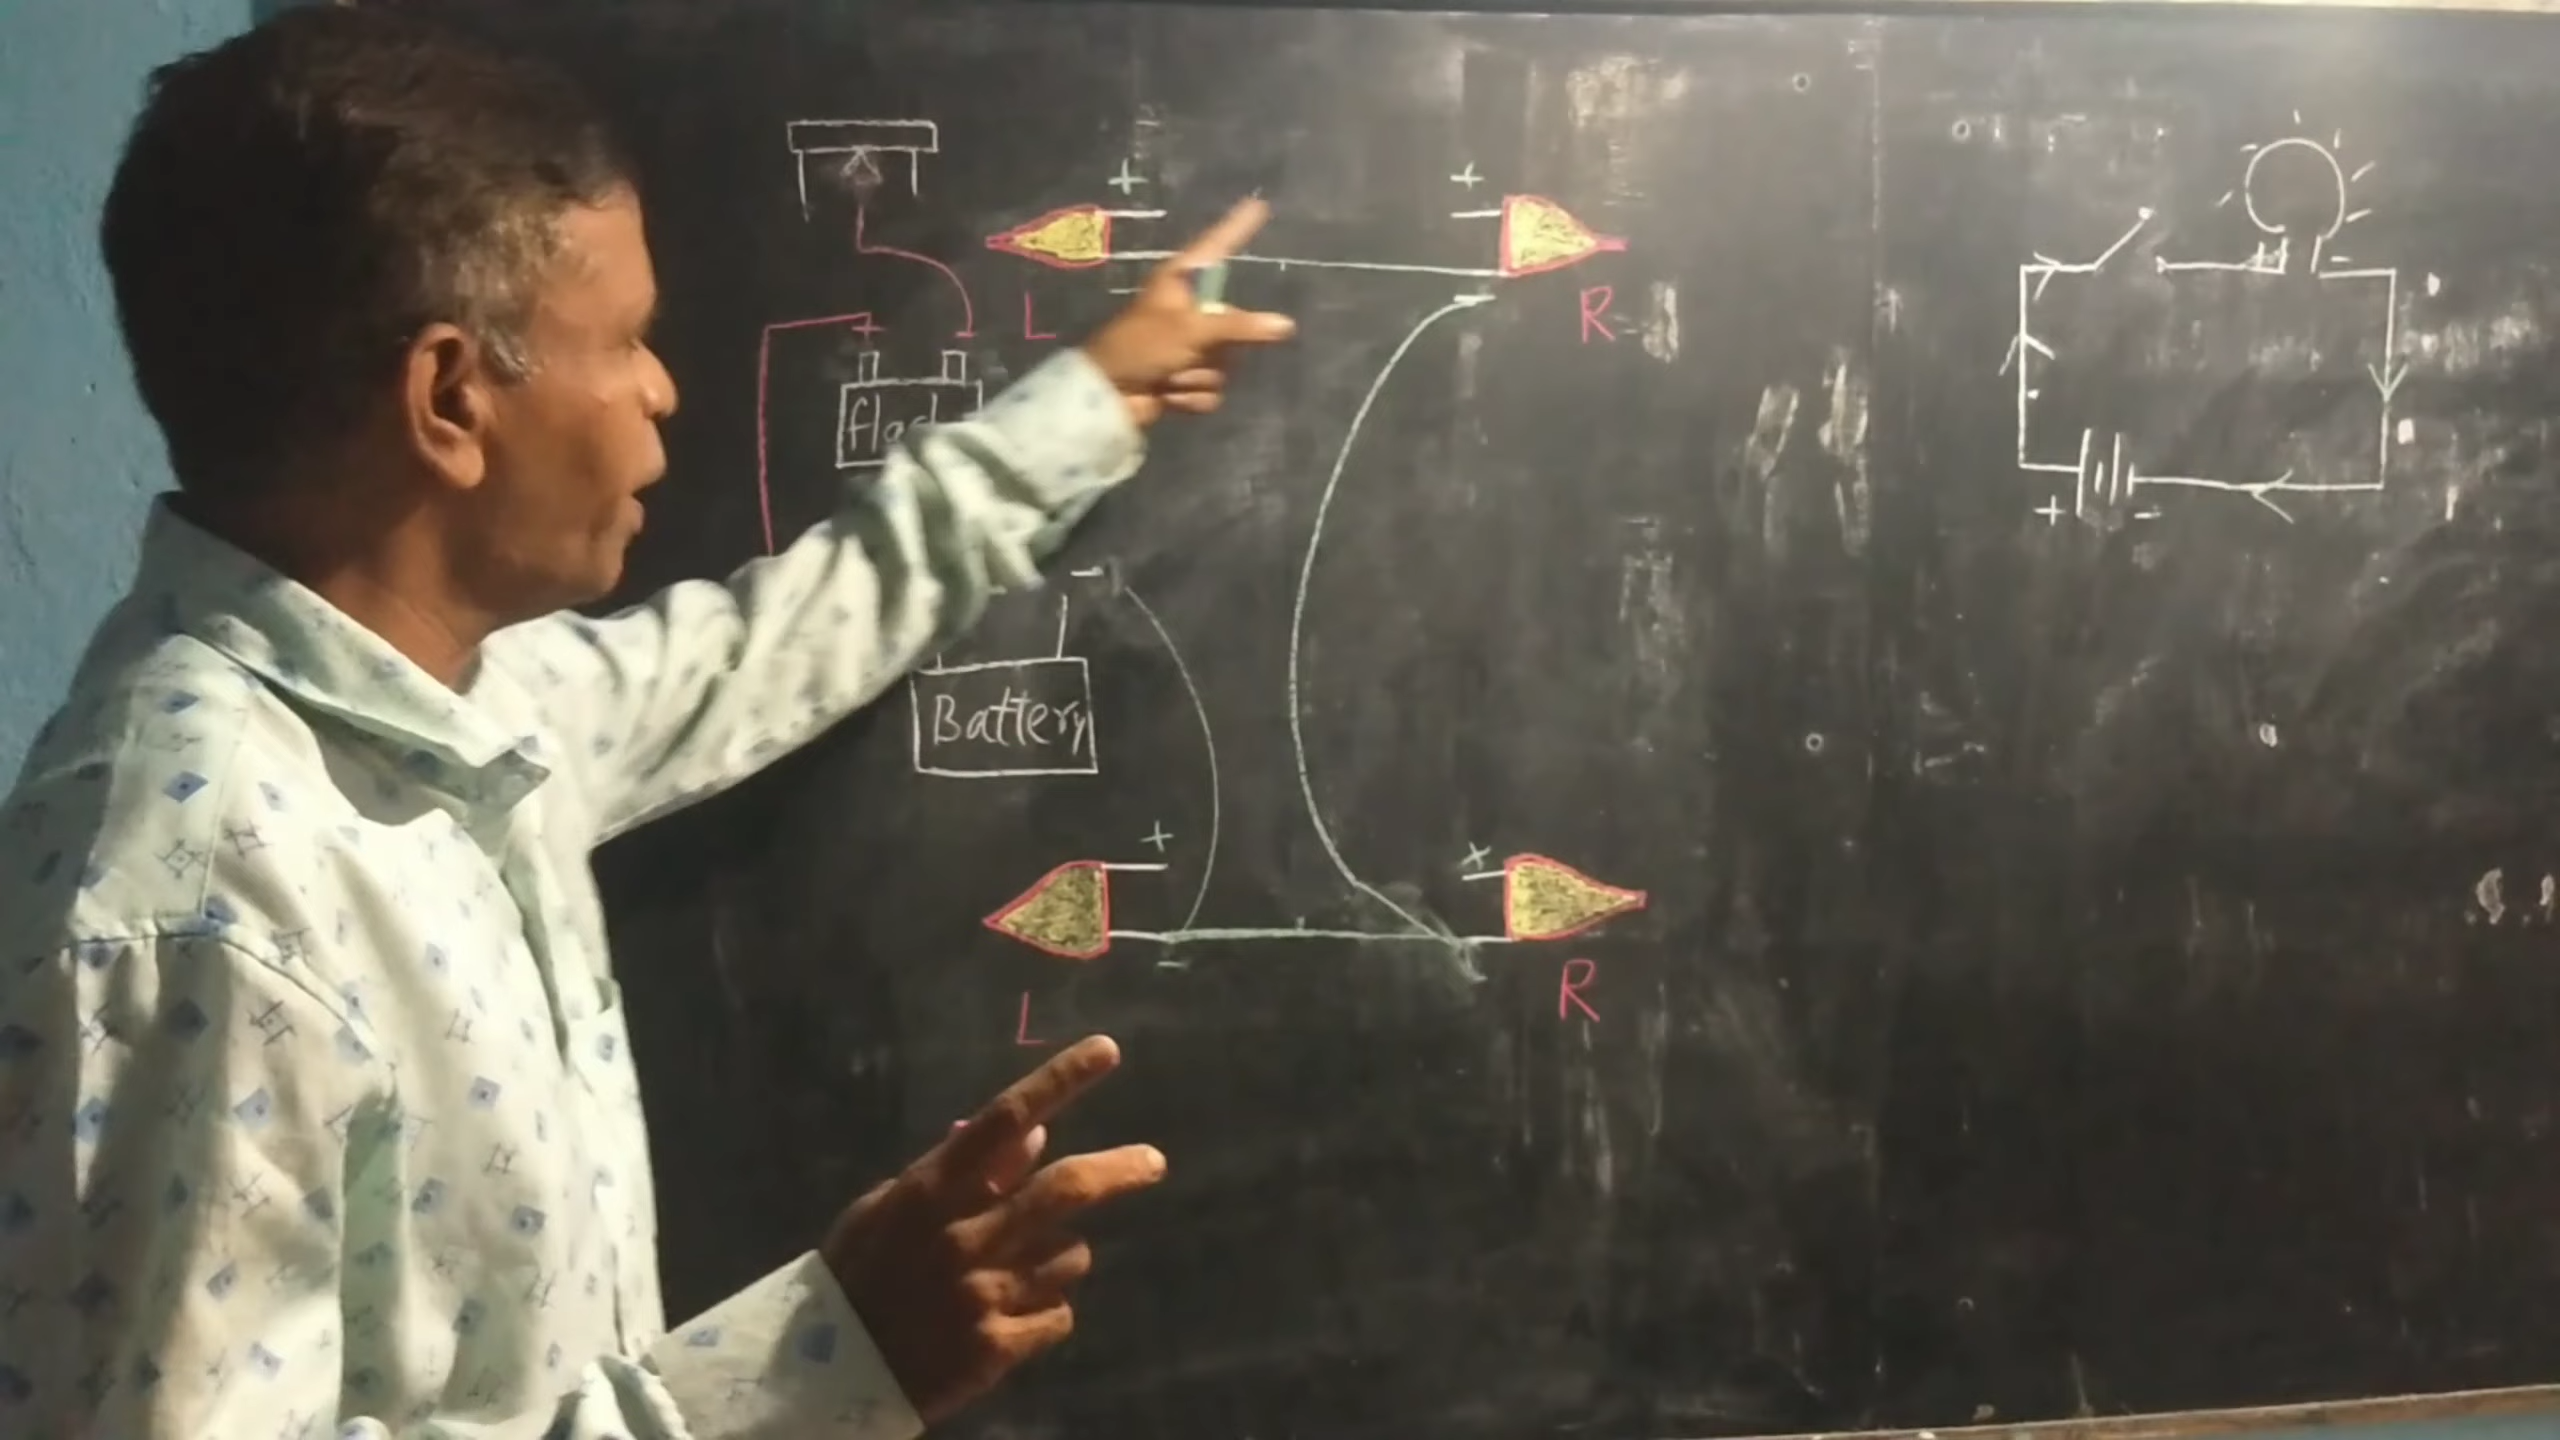 + +
L R
+ -
-
Battery
+ +
-
L R
-
+ -